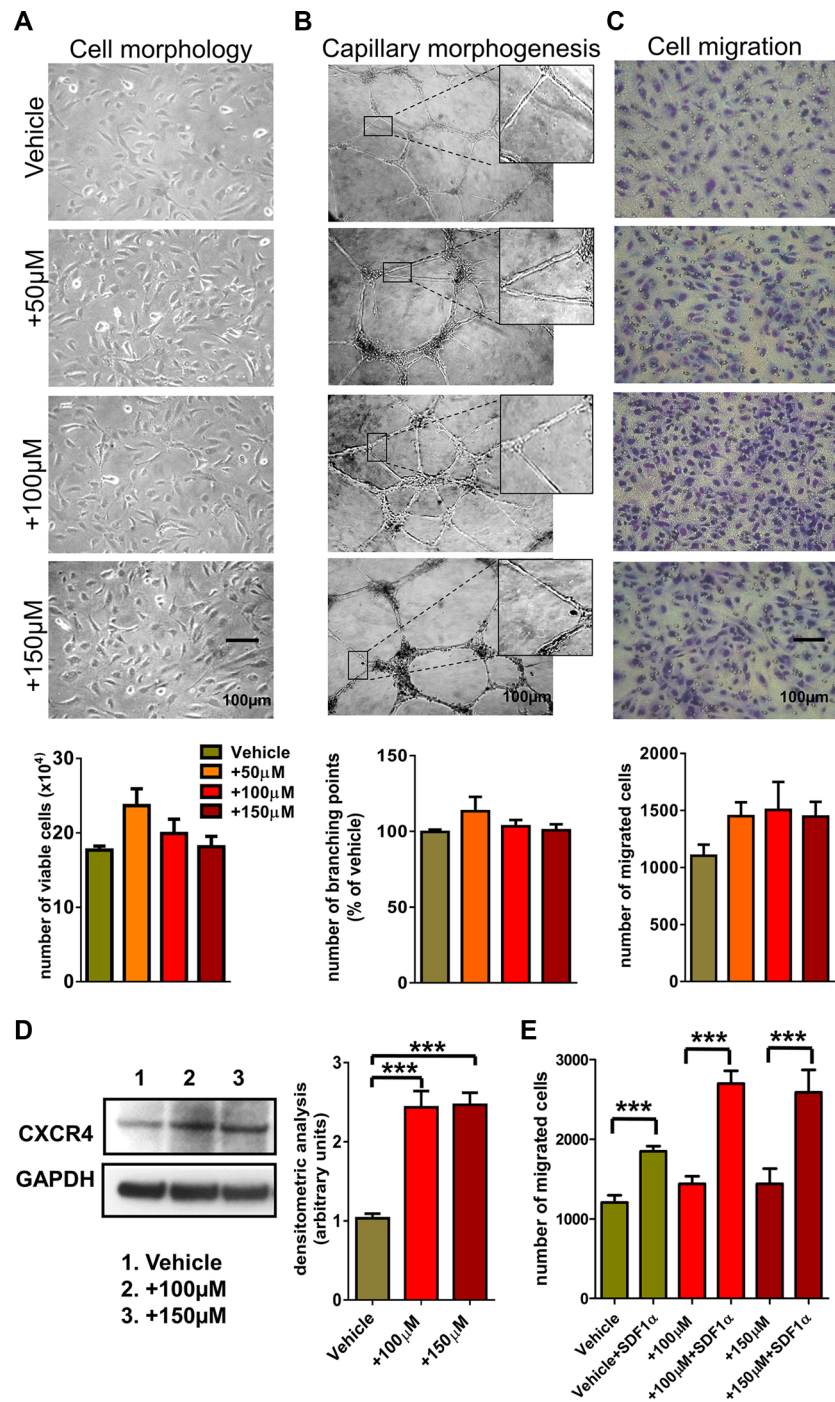 A
Cell morphology
B
Capillary morphogenesis
C
Cell migration
Vehicle
+50µM
+100µM
+150µM
100µm
100µm
100µm
number of viable cells (x10⁴)
30
20
10
0
Vehicle
+50µM
+100µM
+150µM
number of branching points
(% of vehicle)
150
100
50
0
number of migrated cells
2000
1500
1000
500
0
D
1 2 3
CXCR4
GAPDH
1. Vehicle
2. +100µM
3. +150µM
densitometric analysis
(arbitrary units)
3
2
1
0
***
***
Vehicle
+100µM
+150µM
E
number of migrated cells
3000
2000
1000
0
***
***
***
Vehicle
Vehicle+SDF1α
+100µM
+100µM+SDF1α
+150µM
+150µM+SDF1α